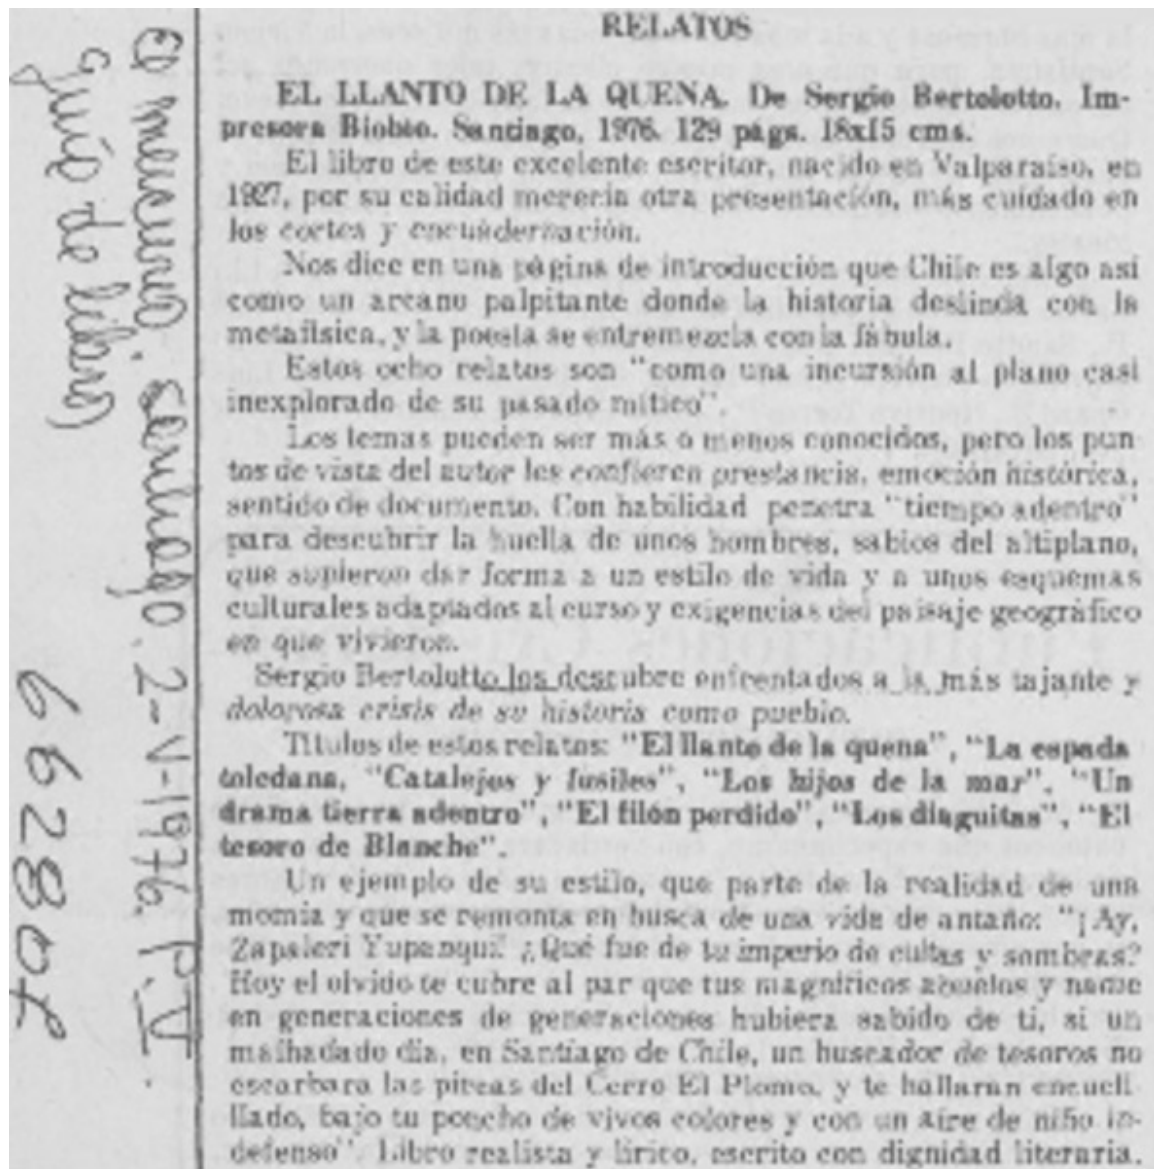 RELATOS
EL LLANTO DE LA QUENA. De Sergio Bertolotto. Im-
presora Biobío. Santiago, 1976. 129 págs. 18x15 cms.
El libro de este excelente escritor, nacido en Valparaíso, en
1927, por su calidad merecía otra presentación, más cuidado en
los cortes y encuadernación.
Nos dice en una página de introducción que Chile es algo así
como un arcano palpitante donde la historia deslinda con la
metafísica, y la poesía se entremezcla con la fábula.
Estos ocho relatos son "como una incursión al plano casi
inexplorado de su pasado mítico".
Los temas pueden ser más o menos conocidos, pero los pun
tos de vista del autor les confieren prestancia, emoción histórica,
sentido de documento. Con habilidad penetra "tiempo adentro"
para descubrir la huella de unos hombres, sabios del altiplano,
que supieron dar forma a un estilo de vida y a unos esquemas
culturales adaptados al curso y exigencias del paisaje geográfico
en que vivieron.
Sergio Bertolotto los descubre enfrentados a la más tajante y
dolorosa crisis de su historia como pueblo.
Títulos de estos relatos: "El llanto de la quena", "La espada
toledana, "Catalejos y fusiles", "Los hijos de la mar", "Un
drama tierra adentro", "El filón perdido", "Los diaguitas", "El
tesoro de Blanche".
Un ejemplo de su estilo, que parte de la realidad de una
momia y que se remonta en busca de una vida de antaño: "¡Ay,
Zapaleri Yupanqui! ¿Qué fue de tu imperio de cultas y sombras?
Hoy el olvido te cubre al par que tus magníficos abuelos y nadie
en generaciones de generaciones hubiera sabido de ti, si un
malhadado día, en Santiago de Chile, un buscador de tesoros no
escarbara las pircas del Cerro El Plomo, y te hallaran encucli
llado, bajo tu poncho de vivos colores y con un aire de niño in-
defenso". Libro realista y lírico, escrito con dignidad literaria.
El mercurio. Santiago. 2-V-1976 p. IV.
(guía de libros)
662807